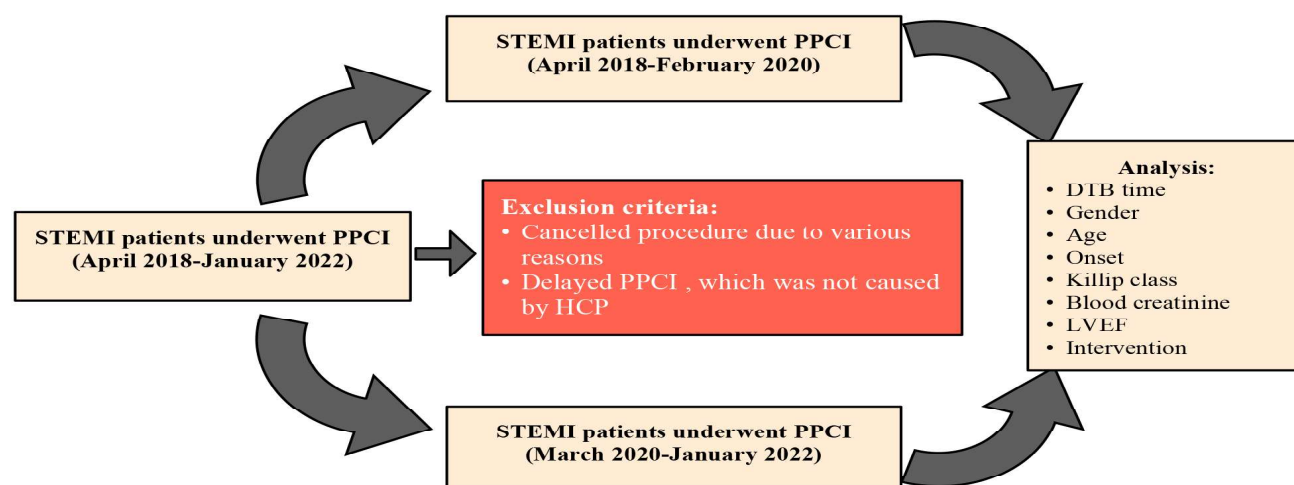 STEMI patients underwent PPCI
(April 2018-February 2020)
STEMI patients underwent PPCI
(April 2018-January 2022)
Exclusion criteria:
• Cancelled procedure due to various
reasons
• Delayed PPCI , which was not caused
by HCP
STEMI patients underwent PPCI
(March 2020-January 2022)
Analysis:
• DTB time
• Gender
• Age
• Onset
• Killip class
• Blood creatinine
• LVEF
• Intervention